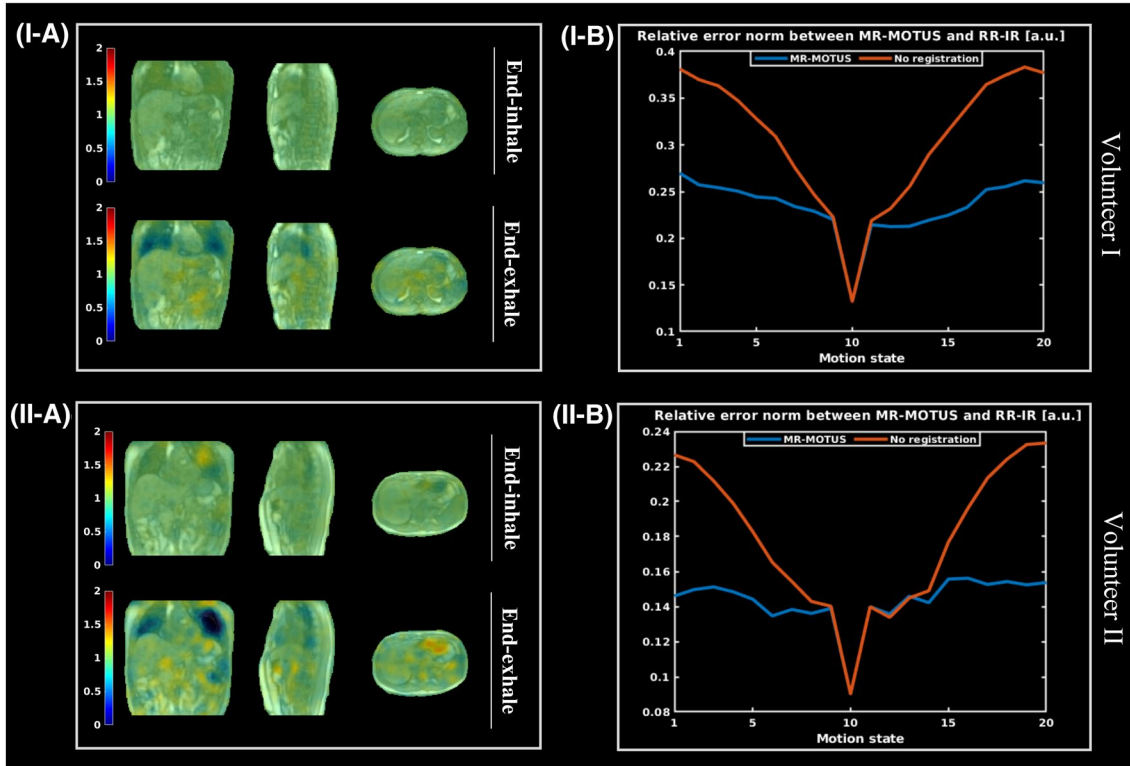 (I-A)
2
1.5
1
0.5
0
End-inhale
2
1.5
1
0.5
0
End-exhale
(I-B)
Relative error norm between MR-MOTUS and RR-IR [a.u.]
MR-MOTUS No registration
0.4
0.35
0.3
0.25
0.2
0.15
0.1
1 5 10 15 20
Motion state
Volunteer I
(II-A)
2
1.5
1
0.5
0
End-inhale
2
1.5
1
0.5
0
End-exhale
(II-B)
Relative error norm between MR-MOTUS and RR-IR [a.u.]
MR-MOTUS No registration
0.24
0.22
0.2
0.18
0.16
0.14
0.12
0.1
0.08
1 5 10 15 20
Motion state
Volunteer II